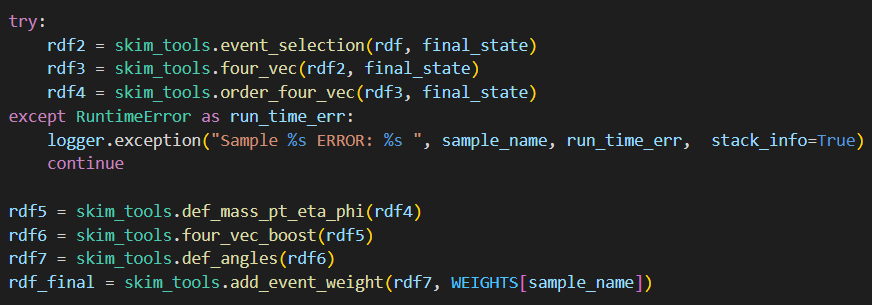 try:
    rdf2 = skim_tools.event_selection(rdf, final_state)
    rdf3 = skim_tools.four_vec(rdf2, final_state)
    rdf4 = skim_tools.order_four_vec(rdf3, final_state)
except RuntimeError as run_time_err:
    logger.exception("Sample %s ERROR: %s ", sample_name, run_time_err,  stack_info=True)
    continue

rdf5 = skim_tools.def_mass_pt_eta_phi(rdf4)
rdf6 = skim_tools.four_vec_boost(rdf5)
rdf7 = skim_tools.def_angles(rdf6)
rdf_final = skim_tools.add_event_weight(rdf7, WEIGHTS[sample_name])